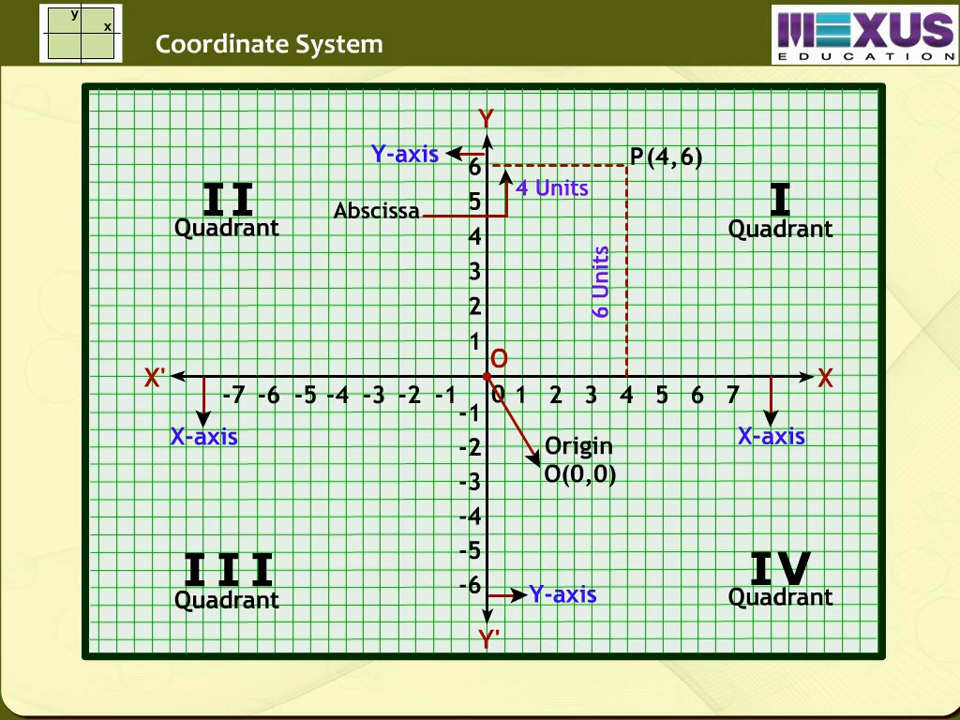 y
x
Coordinate System
MEXUS
EDUCATION
Y
Y-axis
6
P(4,6)
4 Units
II
Quadrant
Abscissa
5
I
Quadrant
4
3
6 Units
2
1
O
X'
X
-7 -6 -5 -4 -3 -2 -1 0 1 2 3 4 5 6 7
-1
X-axis
X-axis
-2
Origin
O(0,0)
-3
-4
-5
III
Quadrant
IV
Quadrant
-6
Y-axis
Y'